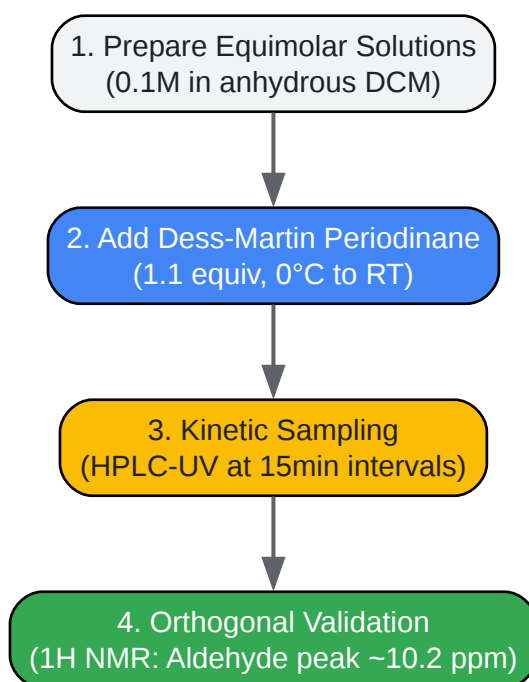 1. Prepare Equimolar Solutions
(0.1M in anhydrous DCM)
2. Add Dess-Martin Periodinane
(1.1 equiv, 0°C to RT)
3. Kinetic Sampling
(HPLC-UV at 15min intervals)
4. Orthogonal Validation
(1H NMR: Aldehyde peak ~10.2 ppm)